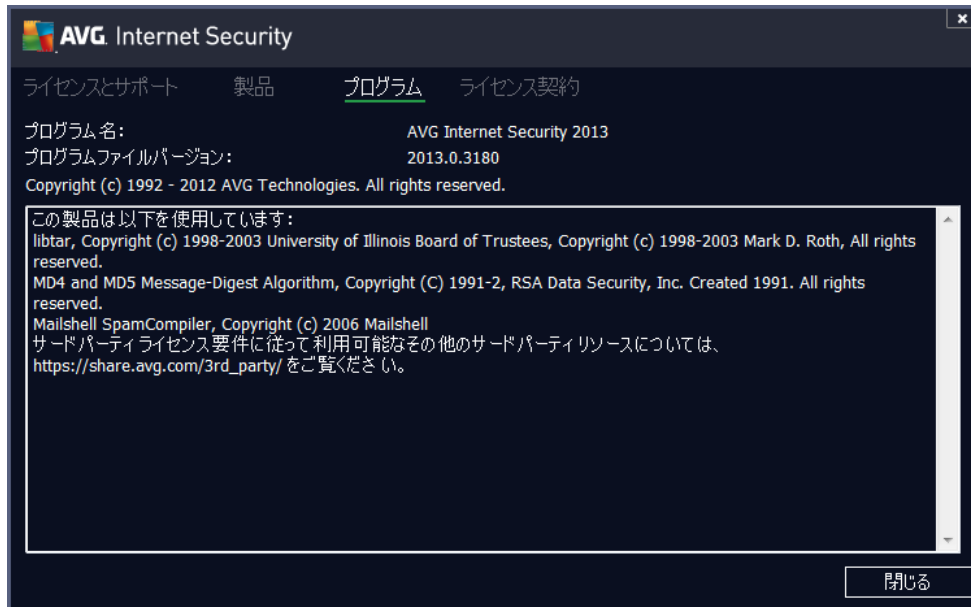 AVG. Internet Security
x
ライセンスとサポート 製品 プログラム ライセンス契約
プログラム名: AVG Internet Security 2013
プログラムファイルバージョン: 2013.0.3180
Copyright (c) 1992 - 2012 AVG Technologies. All rights reserved.
この製品は以下を使用しています:
libtar, Copyright (c) 1998-2003 University of Illinois Board of Trustees, Copyright (c) 1998-2003 Mark D. Roth, All rights
reserved.
MD4 and MD5 Message-Digest Algorithm, Copyright (C) 1991-2, RSA Data Security, Inc. Created 1991. All rights
reserved.
Mailshell SpamCompiler, Copyright (c) 2006 Mailshell
サードパーティライセンス要件に従って利用可能なその他のサードパーティリソースについては、
https://share.avg.com/3rd_party/ をご覧ください。
閉じる